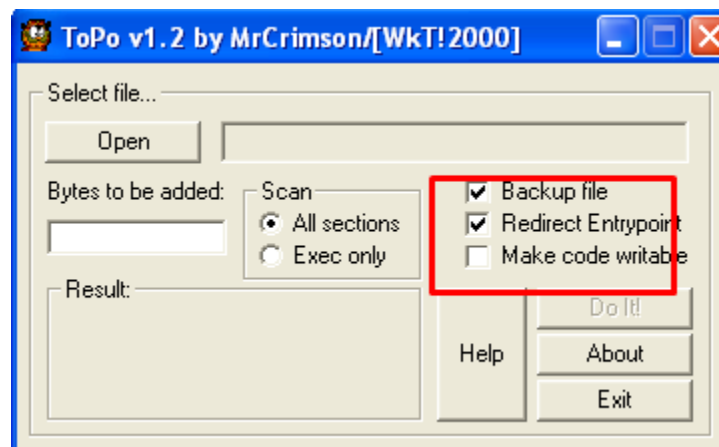 ToPo v1.2 by MrCrimson/[WkT!2000]
Select file...
Open
Bytes to be added:
Scan
All sections
Exec only
Backup file
Redirect Entrypoint
Make code writable
Result:
Help
Do It!
About
Exit